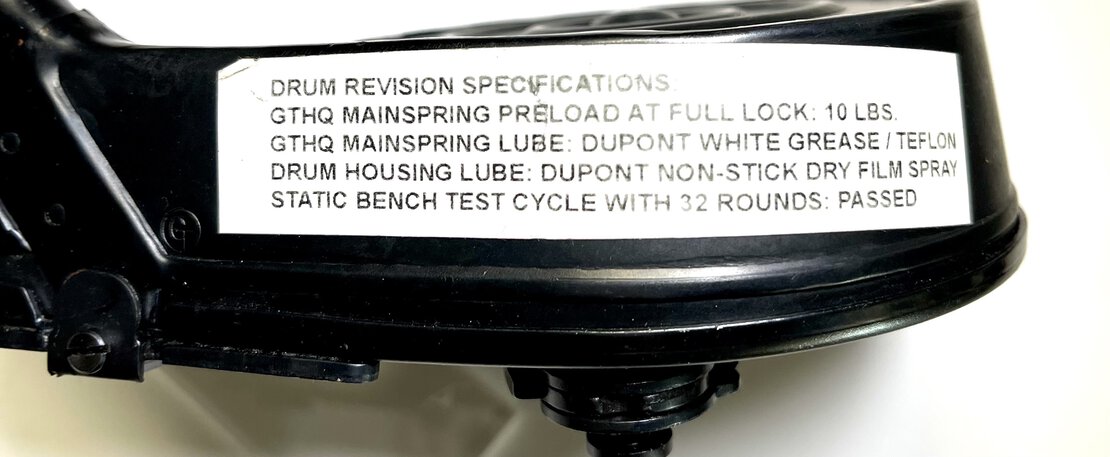 DRUM REVISION SPECIFICATIONS:
GTHQ MAINSPRING PRELOAD AT FULL LOCK: 10 LBS.
GTHQ MAINSPRING LUBE: DUPONT WHITE GREASE / TEFLON
DRUM HOUSING LUBE: DUPONT NON-STICK DRY FILM SPRAY
STATIC BENCH TEST CYCLE WITH 32 ROUNDS: PASSED